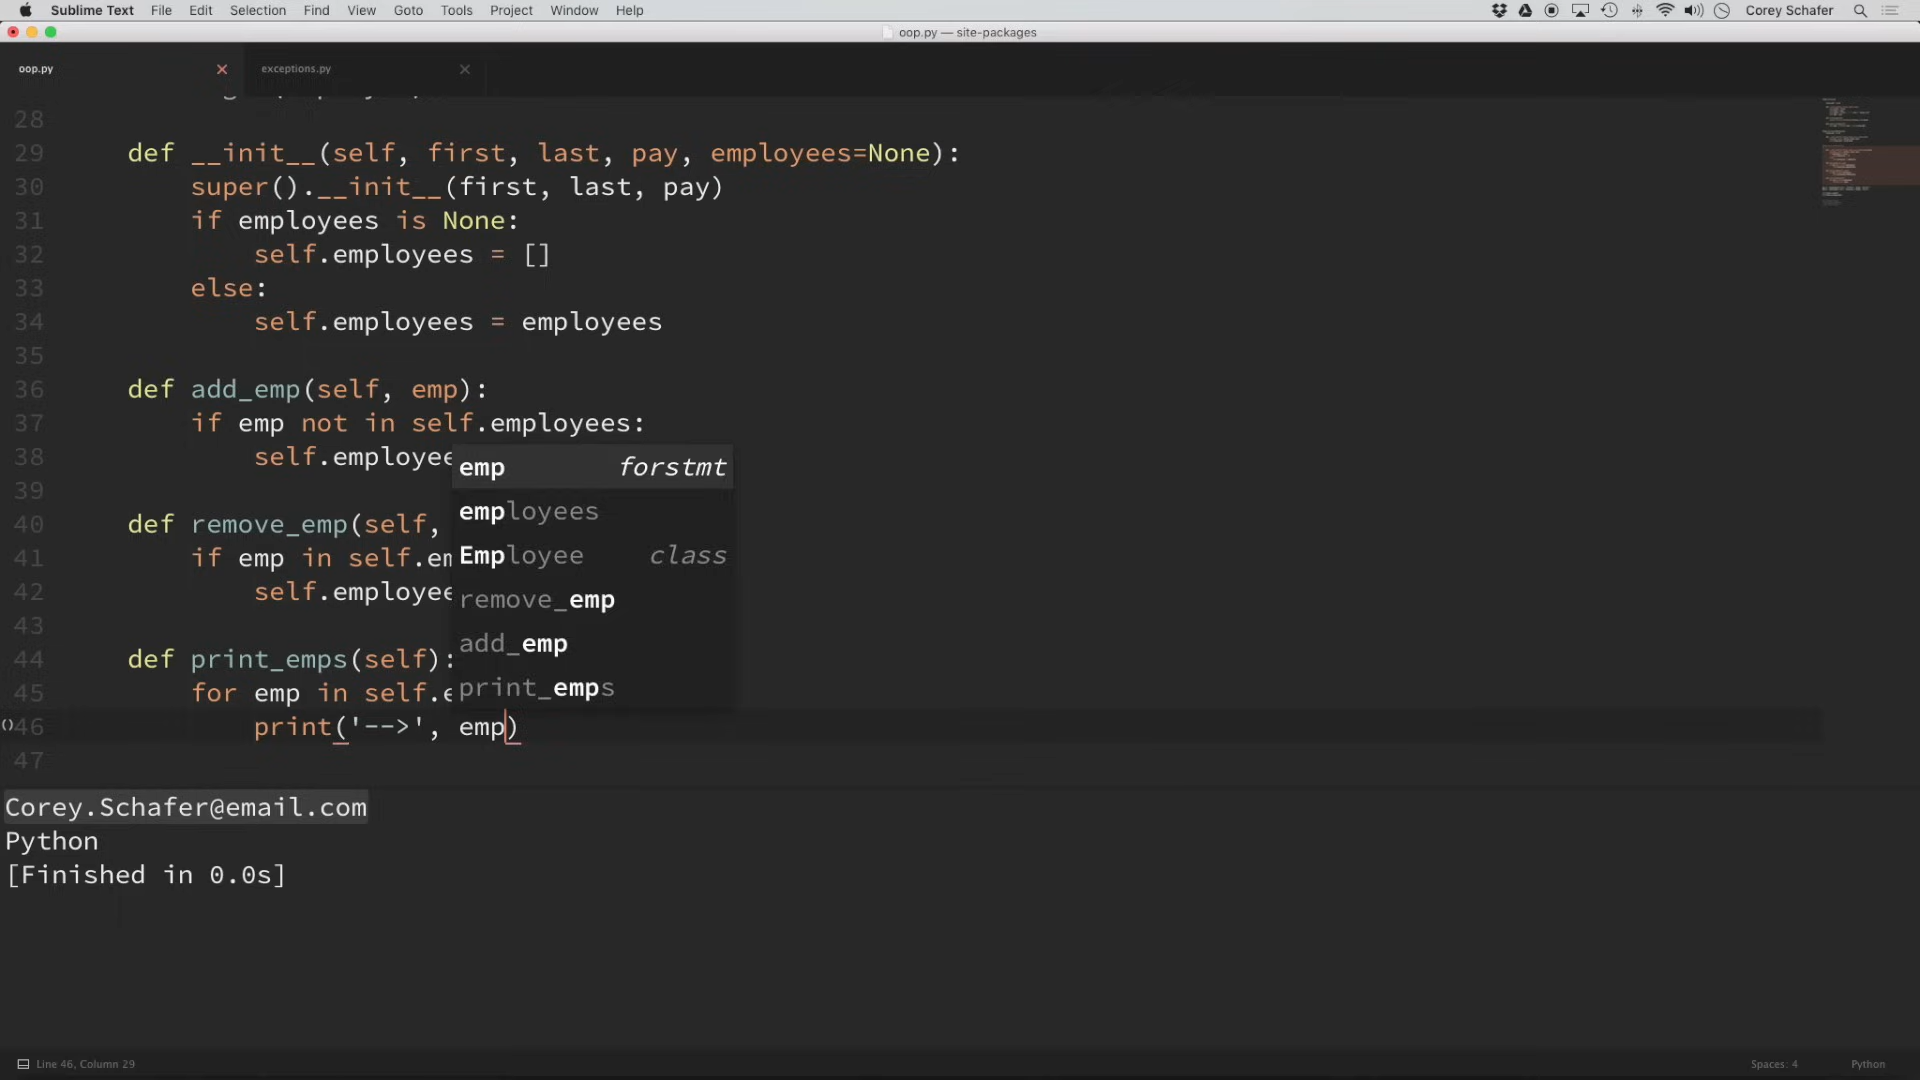 Sublime Text File Edit Selection Find View Goto Tools Project Window Help Corey Schafer
oop.py — site-packages
oop.py exceptions.py
28
29 def __init__(self, first, last, pay, employees=None):
30 super().__init__(first, last, pay)
31 if employees is None:
32 self.employees = []
33 else:
34 self.employees = employees
35
36 def add_emp(self, emp):
37 if emp not in self.employees:
38 self.employee
39
40 def remove_emp(self,
41 if emp in self.em
42 self.employee
43
44 def print_emps(self):
45 for emp in self.e
46 print('-->', emp)
47
emp forstmt
employees
Employee class
remove_emp
add_emp
print_emps
Corey.Schafer@email.com
Python
[Finished in 0.0s]
Line 46, Column 29 Spaces: 4 Python